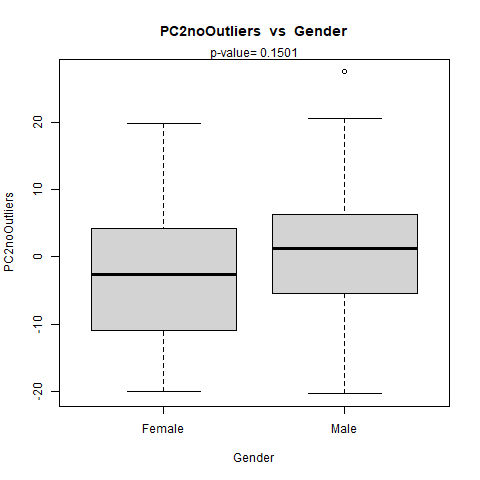 PC2noOutliers vs Gender
p-value= 0.1501
PC2noOutliers
20
10
0
-10
-20
Female Male
Gender